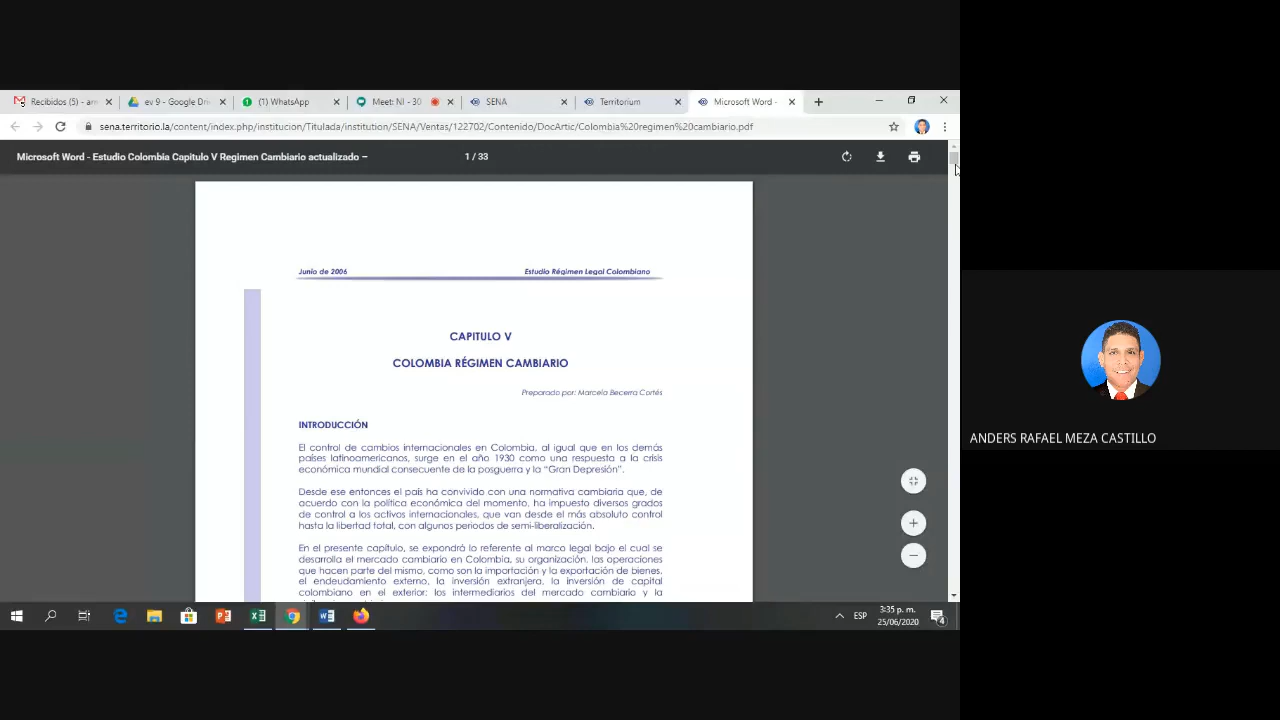 Recibidos (5) - an
ev 9 - Google Dri
(1) WhatsApp
Meet: NI - 30
SENA
Territorium
Microsoft Word -
sena.territorio.la/content/index.php/institucion/Titulada/institution/SENA/Ventas/122702/Contenido/DocArtic/Colombia%20regimen%20cambiario.pdf
Microsoft Word - Estudio Colombia Capitulo V Regimen Cambiario actualizado –
1 / 33
Junio de 2006
Estudio Régimen Legal Colombiano
CAPITULO V
COLOMBIA RÉGIMEN CAMBIARIO
Preparado por: Marcela Becerra Cortés
INTRODUCCIÓN
El control de cambios internacionales en Colombia, al igual que en los demás
países latinoamericanos, surge en el año 1930 como una respuesta a la crisis
económica mundial consecuente de la posguerra y la “Gran Depresión”.
Desde ese entonces el país ha convivido con una normativa cambiaria que, de
acuerdo con la política económica del momento, ha impuesto diversos grados
de control a los activos internacionales, que van desde el más absoluto control
hasta la libertad total, con algunos periodos de semi-liberalización.
En el presente capítulo, se expondrá lo referente al marco legal bajo el cual se
desarrolla el mercado cambiario en Colombia, su organización, las operaciones
que hacen parte del mismo, como son la importación y la exportación de bienes,
el endeudamiento externo, la inversión extranjera, la inversión de capital
colombiano en el exterior; los intermediarios del mercado cambiario y la
ANDERS RAFAEL MEZA CASTILLO
ESP
3:35 p. m.
25/06/2020
4